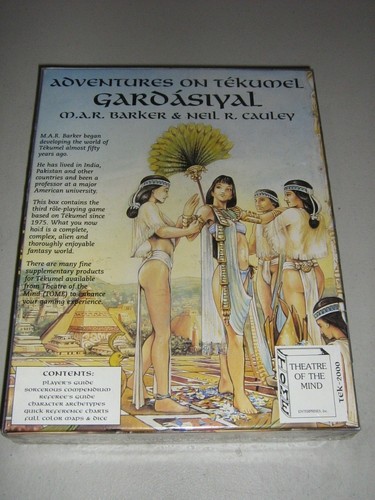 ADVENTURES ON TÉKUMEL
GARDÁSIYAL
M.A.R. BARKER & NEIL R. CAULEY
M.A.R. Barker began
developing the world of
Tékumel almost fifty
years ago.
He has lived in India,
Pakistan and other
countries and been a
professor at a major
American university.
This box contains the
third role-playing game
based on Tékumel since
1975. What you now
hold is a complete,
complex, alien and
thoroughly enjoyable
fantasy world.
There are many fine
supplementary products
for Tékumel available
from Theatre of the
Mind (TOME) to enhance
your gaming experience.
CONTENTS:
PLAYER'S GUIDE
SORCEROUS COMPENDIUM
REFEREE'S GUIDE
CHARACTER ARCHETYPES
QUICK REFERENCE CHARTS
FULL COLOR MAPS & DICE
THEATRE
OF THE
MIND
ENTERPRISES, Inc.
TEK-2000